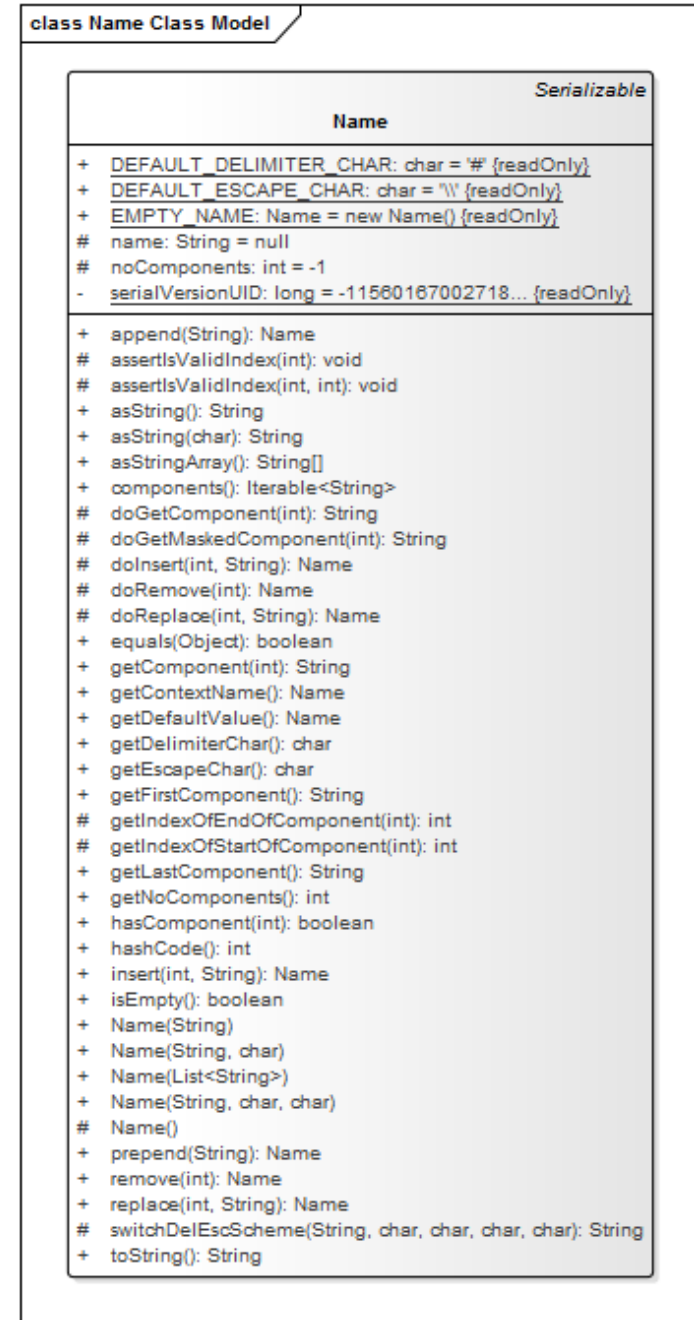 class Name Class Model
Serializable
Name
+ DEFAULT_DELIMITER_CHAR: char = '#' {readOnly}
+ DEFAULT_ESCAPE_CHAR: char = '\\' {readOnly}
+ EMPTY_NAME: Name = new Name() {readOnly}
# name: String = null
# noComponents: int = -1
- serialVersionUID: long = -11560167002718... {readOnly}
+ append(String): Name
# assertIsValidIndex(int): void
# assertIsValidIndex(int, int): void
+ asString(): String
+ asString(char): String
+ asStringArray(): String[]
+ components(): Iterable<String>
# doGetComponent(int): String
# doGetMaskedComponent(int): String
# doInsert(int, String): Name
# doRemove(int): Name
# doReplace(int, String): Name
+ equals(Object): boolean
+ getComponent(int): String
+ getContextName(): Name
+ getDefaultValue(): Name
+ getDelimiterChar(): char
+ getEscapeChar(): char
+ getFirstComponent(): String
# getIndexOfEndOfComponent(int): int
# getIndexOfStartOfComponent(int): int
+ getLastComponent(): String
+ getNoComponents(): int
+ hasComponent(int): boolean
+ hashCode(): int
+ insert(int, String): Name
+ isEmpty(): boolean
+ Name(String)
+ Name(String, char)
+ Name(List<String>)
+ Name(String, char, char)
# Name()
+ prepend(String): Name
+ remove(int): Name
+ replace(int, String): Name
# switchDelEscScheme(String, char, char, char, char): String
+ toString(): String